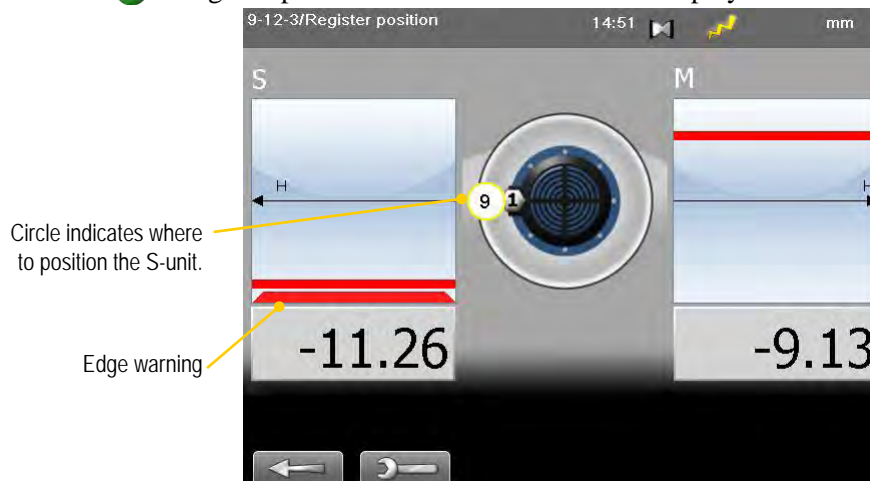 9-12-3/Register position 14:51 mm
S M
H H
9 1
Circle indicates where
to position the S-unit.
Edge warning
-11.26 -9.13